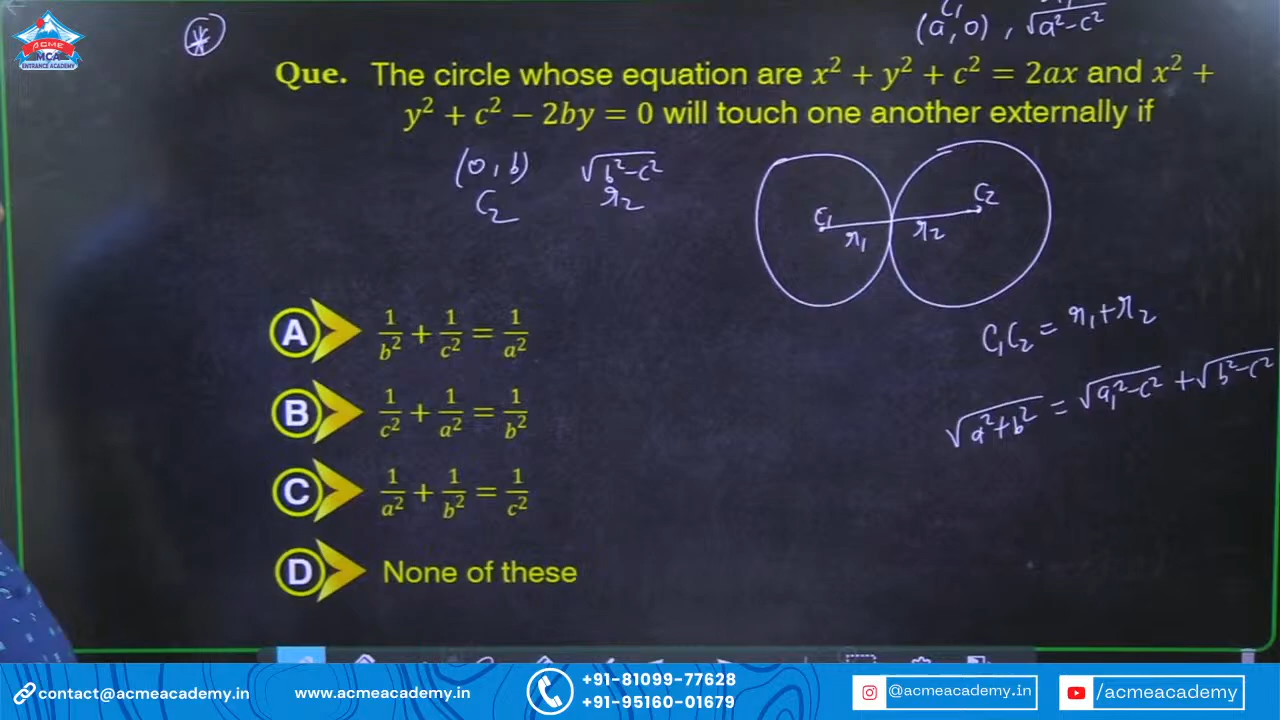 C₁
(a, 0) , √a²-c²
ACME
MCA
ENTRANCE ACADEMY
*
Que. The circle whose equation are x² + y² + c² = 2ax and x² +
y² + c² − 2by = 0 will touch one another externally if
(0, b) √b²-c²
C₂ r₂
C₁ C₂
r₁ r₂
C₁C₂ = r₁+r₂
√a²+b² = √a²-c² + √b²-c²
A 1/b² + 1/c² = 1/a²
B 1/c² + 1/a² = 1/b²
C 1/a² + 1/b² = 1/c²
D None of these
contact@acmeacademy.in www.acmeacademy.in +91-81099-77628 @acmeacademy.in /acmeacademy
+91-95160-01679